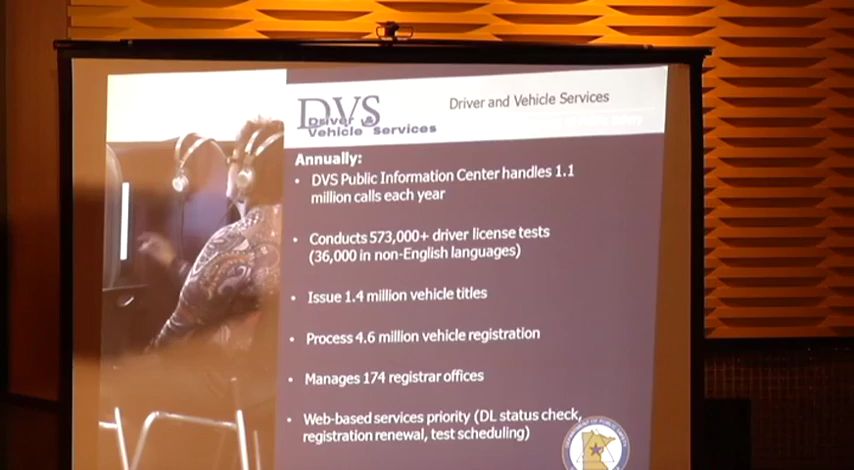 DVS
Driver &
Vehicle Services
Driver and Vehicle Services
Annually:
• DVS Public Information Center handles 1.1
million calls each year
• Conducts 573,000+ driver license tests
(36,000 in non-English languages)
• Issue 1.4 million vehicle titles
• Process 4.6 million vehicle registration
• Manages 174 registrar offices
• Web-based services priority (DL status check,
registration renewal, test scheduling)